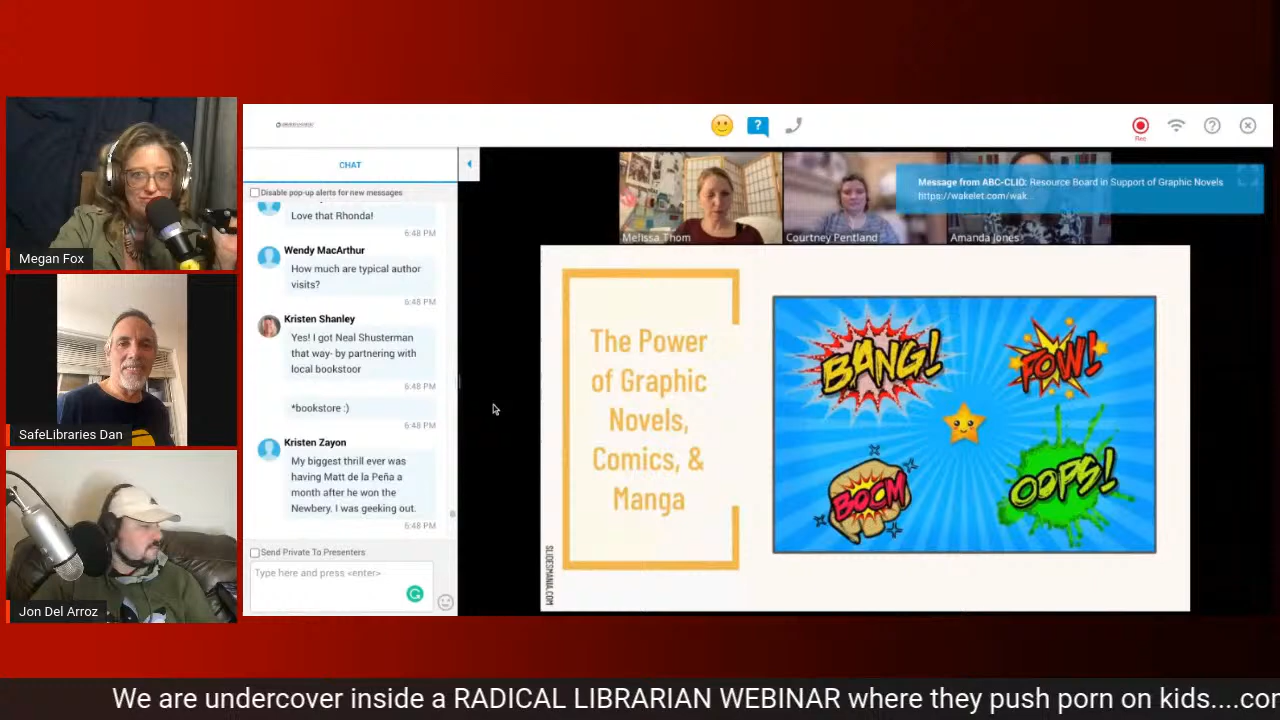 Megan Fox
SafeLibraries Dan
Jon Del Arroz
?
Rec
?
CHAT
Disable pop-up alerts for new messages
Love that Rhonda!
6:48 PM
Wendy MacArthur
How much are typical author
visits?
6:48 PM
Kristen Shanley
Yes! I got Neal Shusterman
that way- by partnering with
local bookstoor
6:48 PM
*bookstore :)
6:48 PM
Kristen Zayon
My biggest thrill ever was
having Matt de la Peña a
month after he won the
Newbery. I was geeking out.
6:48 PM
Send Private To Presenters
Type here and press <enter>
Melissa Thom
Courtney Pentland
Amanda Jones
Message from ABC-CLIO: Resource Board in Support of Graphic Novels
https://wakelet.com/wak...
The Power
of Graphic
Novels,
Comics, &
Manga
SLIDESMANIA.COM
BANG!
POW!
BOOM
OOPS!
We are undercover inside a RADICAL LIBRARIAN WEBINAR where they push porn on kids....con